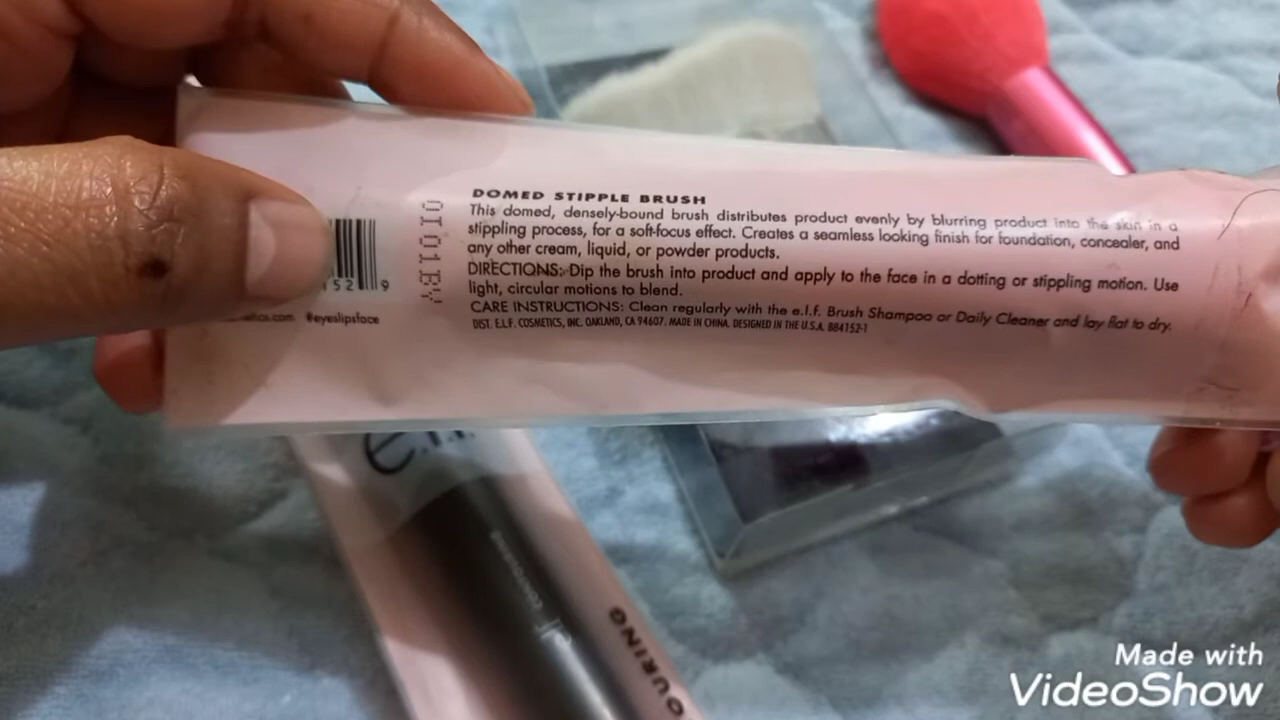 DOMED STIPPLE BRUSH
This domed, densely-bound brush distributes product evenly by blurring product into the skin in a
stippling process, for a soft-focus effect. Creates a seamless looking finish for foundation, concealer, and
any other cream, liquid, or powder products.
DIRECTIONS: Dip the brush into product and apply to the face in a dotting or stippling motion. Use
light, circular motions to blend.
CARE INSTRUCTIONS: Clean regularly with the e.l.f. Brush Shampoo or Daily Cleaner and lay flat to dry.
DIST. E.L.F. COSMETICS, INC. OAKLAND, CA 94607. MADE IN CHINA. DESIGNED IN THE U.S.A. B84152-1
0101BY
52 9
#eyeslipsface
e.l.f.
OURING
Made with
VideoShow